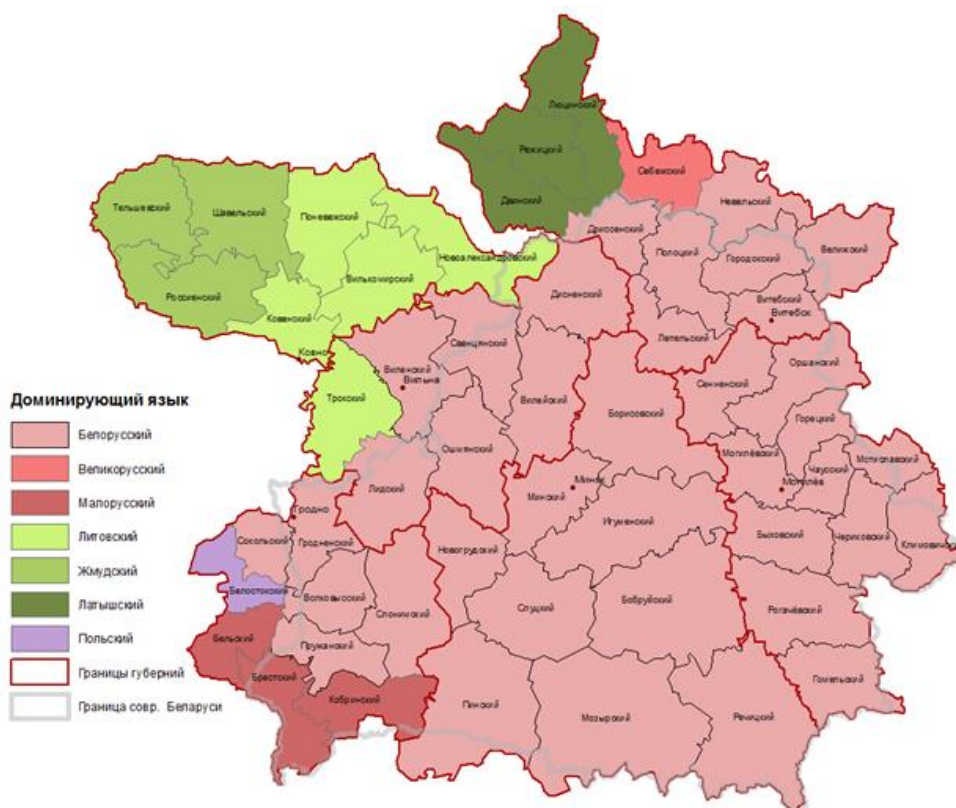 Люцинский
Режицкий
Двинский
Себежский
Невельский
Дрисенский
Полоцкий
Городокский
Велижский
Тельшевский
Шавельский
Поневежский
Новоалександровский
Вилькомирский
Россиенский
Ковенский
Ковно
Дисненский
Витебский
Витебск
Лепельский
Свенцянский
Виленский
Вильна
Трокский
Вилейский
Борисовский
Сенненский
Оршанский
Горецкий
Ошмянский
Могилёвский
Могилёв
Чаусский
Мстиславский
Лидский
Минский
Минск
Игуменский
Быховский
Чериковский
Климовичский
Гродно
Гродненский
Сокольский
Новогрудский
Белостокский
Волковысский
Слонимский
Слуцкий
Бобруйский
Рогачёвский
Бельский
Пружанский
Брестский
Кобринский
Пинский
Мозырский
Речицкий
Гомельский
Доминирующий язык
Белорусский
Великорусский
Малорусский
Литовский
Жмудский
Латышский
Польский
Границы губерний
Граница совр. Беларуси